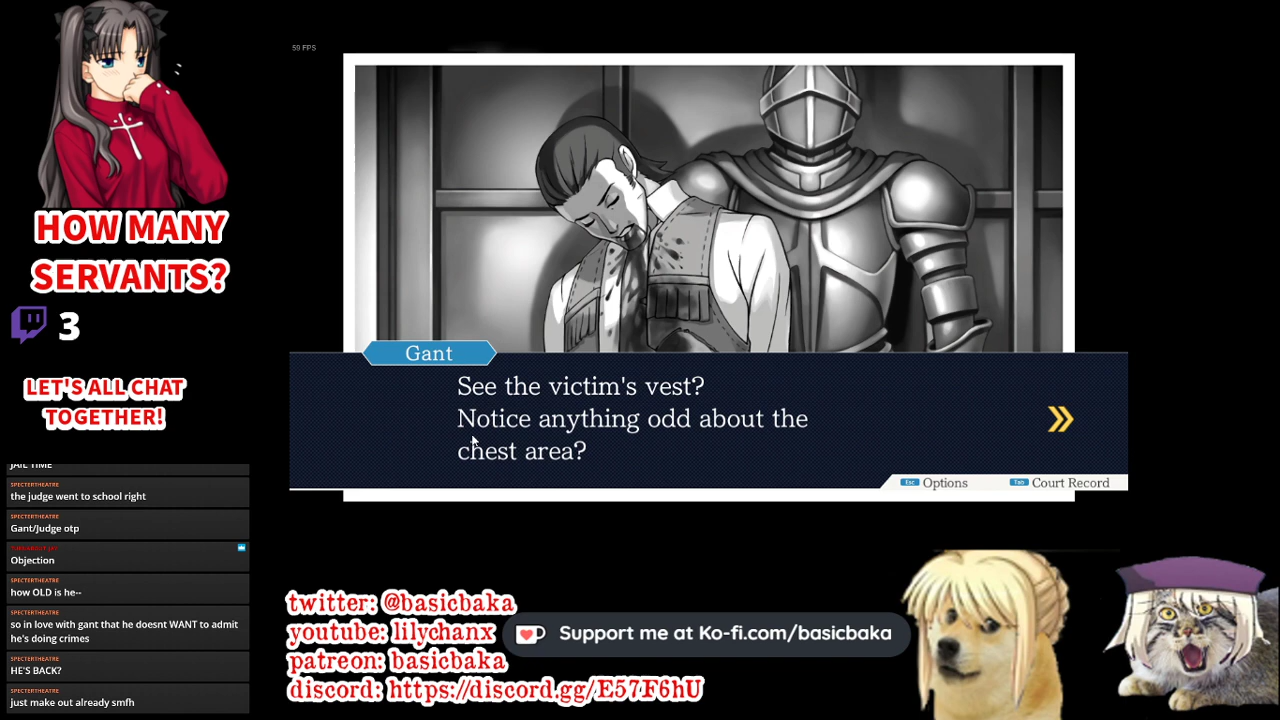 59 FPS
HOW MANY
SERVANTS?
3
LET'S ALL CHAT
TOGETHER!
JAIL TIME
SPECTERTHEATRE
the judge went to school right
SPECTERTHEATRE
Gant/Judge otp
Objection
SPECTERTHEATRE
how OLD is he--
SPECTERTHEATRE
so in love with gant that he doesnt WANT to admit
he's doing crimes
SPECTERTHEATRE
HE'S BACK?
SPECTERTHEATRE
just make out already smfh
Gant
See the victim's vest?
Notice anything odd about the
chest area?
Esc Options
Tab Court Record
twitter: @basicbaka
youtube: lilychanx
patreon: basicbaka
discord: https://discord.gg/E57F6hU
Support me at Ko-fi.com/basicbaka